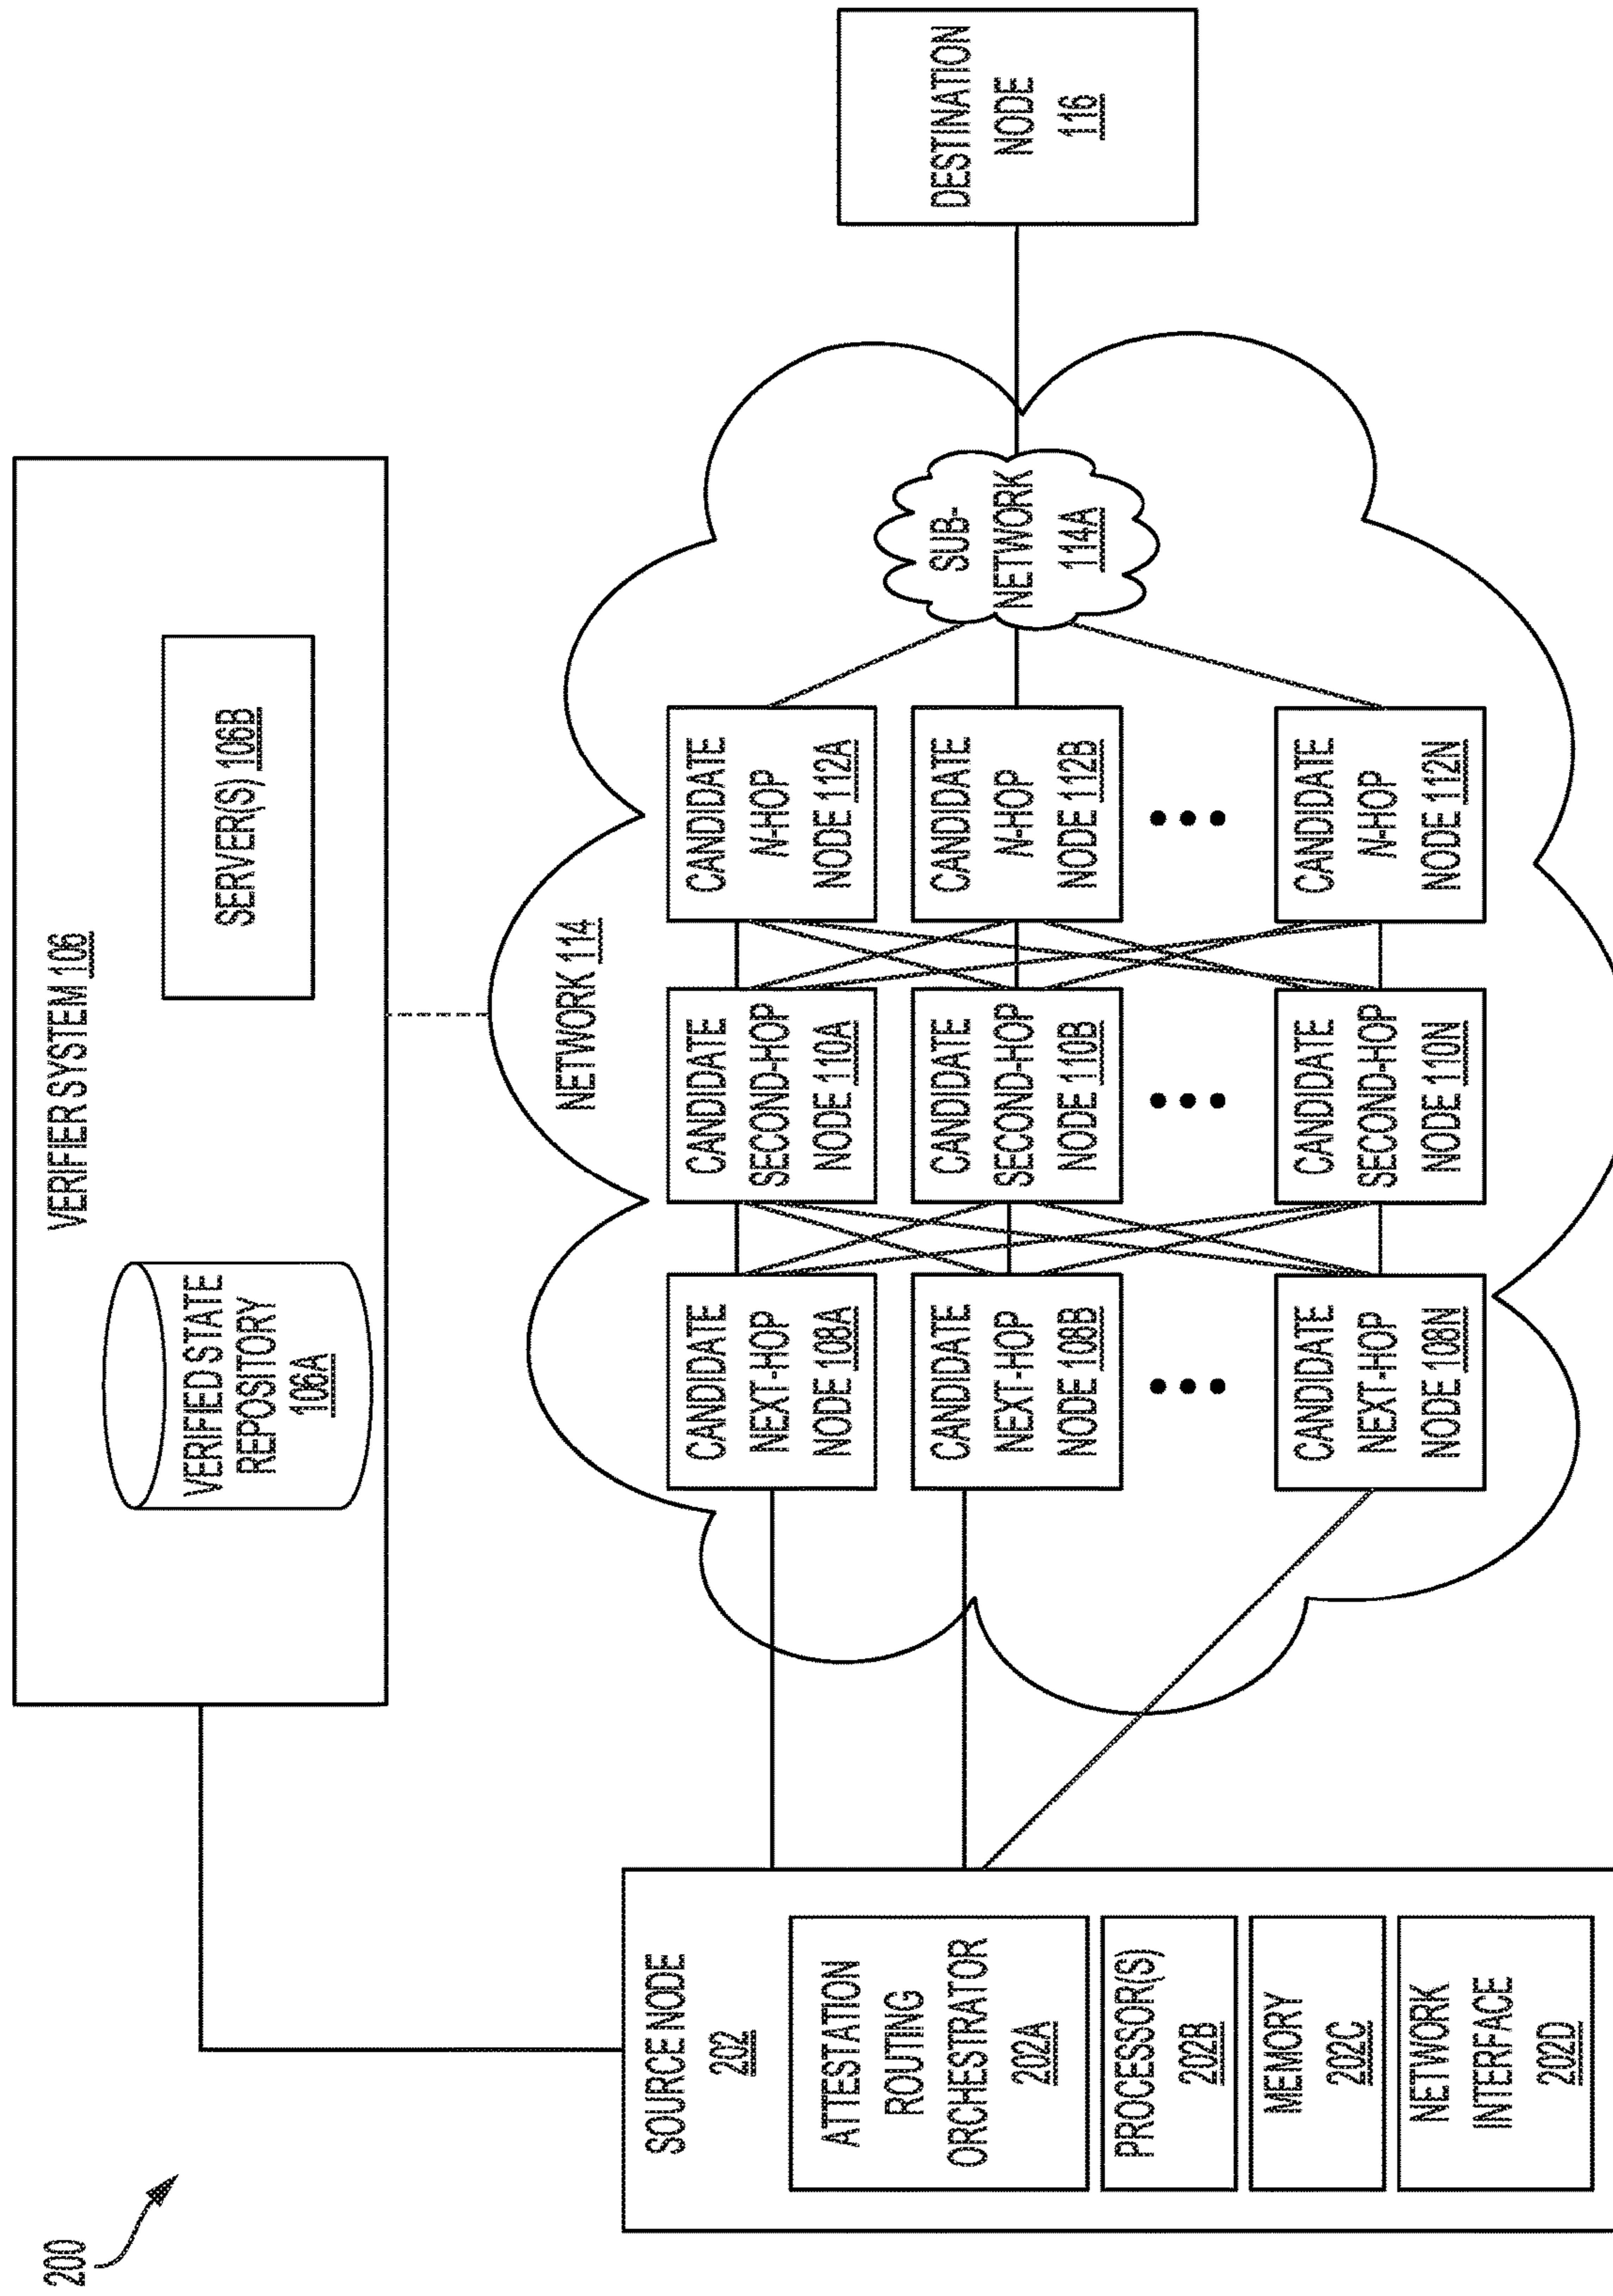 200
VERIFIER SYSTEM 106
VERIFIED STATE
REPOSITORY
106A
SERVER(S) 106B
SOURCE NODE
202
ATTESTATION
ROUTING
ORCHESTRATOR
202A
PROCESSOR(S)
202B
MEMORY
202C
NETWORK
INTERFACE
202D
NETWORK 114
CANDIDATE
NEXT-HOP
NODE 108A
CANDIDATE
SECOND-HOP
NODE 110A
CANDIDATE
N-HOP
NODE 112A
CANDIDATE
NEXT-HOP
NODE 108B
CANDIDATE
SECOND-HOP
NODE 110B
CANDIDATE
N-HOP
NODE 112B
CANDIDATE
NEXT-HOP
NODE 108N
CANDIDATE
SECOND-HOP
NODE 110N
CANDIDATE
N-HOP
NODE 112N
SUB-
NETWORK
114A
DESTINATION
NODE
116